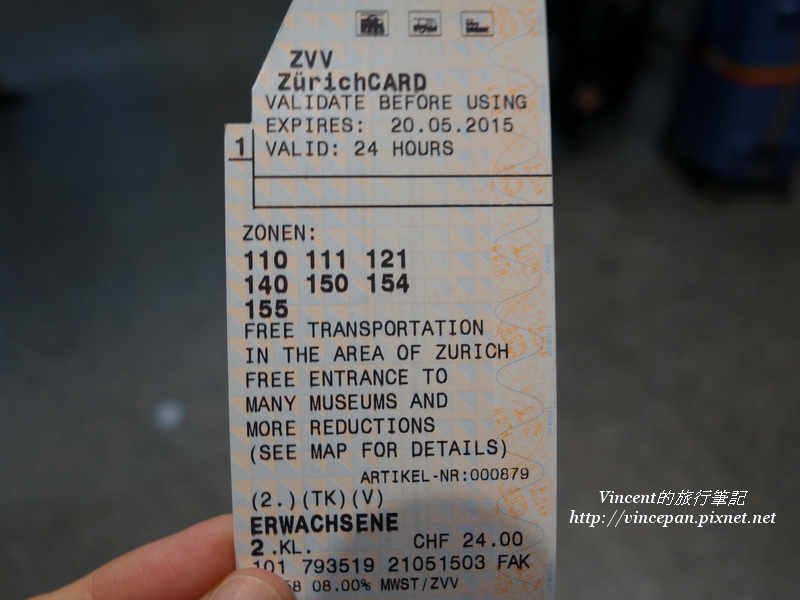 ZVV
ZürichCARD
VALIDATE BEFORE USING
EXPIRES: 20.05.2015
1 VALID: 24 HOURS
ZONEN:
110 111 121
140 150 154
155
FREE TRANSPORTATION
IN THE AREA OF ZURICH
FREE ENTRANCE TO
MANY MUSEUMS AND
MORE REDUCTIONS
(SEE MAP FOR DETAILS)
ARTIKEL-NR:000879
(2.)(TK)(V)
ERWACHSENE
2.KL. CHF 24.00
101 793519 21051503 FAK
08.00% MWST/ZVV
Vincent的旅行筆記
http://vincepan.pixnet.net